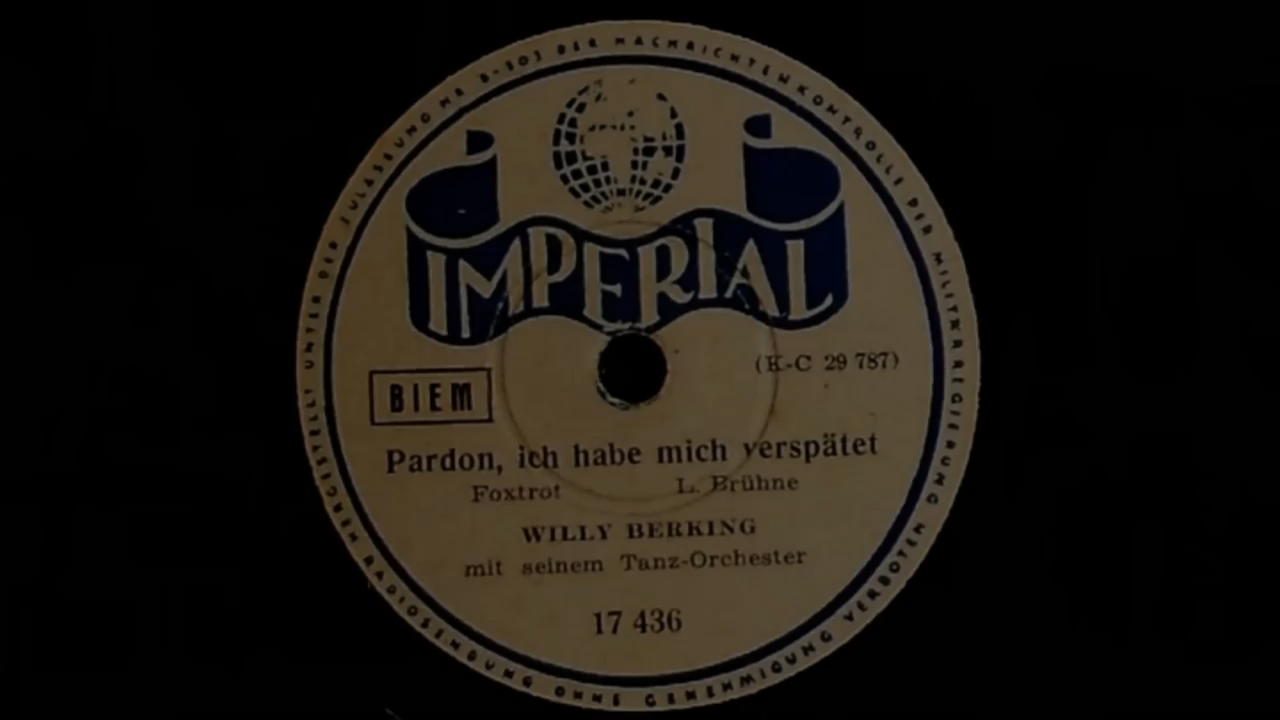 HERGESTELLT UNTER DER ZULASSUNG NR B-503 DER NACHRICHTENKONTROLLE DER MILITÄRREGIERUNG
RADIOSENDUNG OHNE GENEHMIGUNG VERBOTEN
IMPERIAL
(K-C 29 787)
BIEM
Pardon, ich habe mich verspätet
Foxtrot L. Brühne
WILLY BERKING
mit seinem Tanz-Orchester
17 436